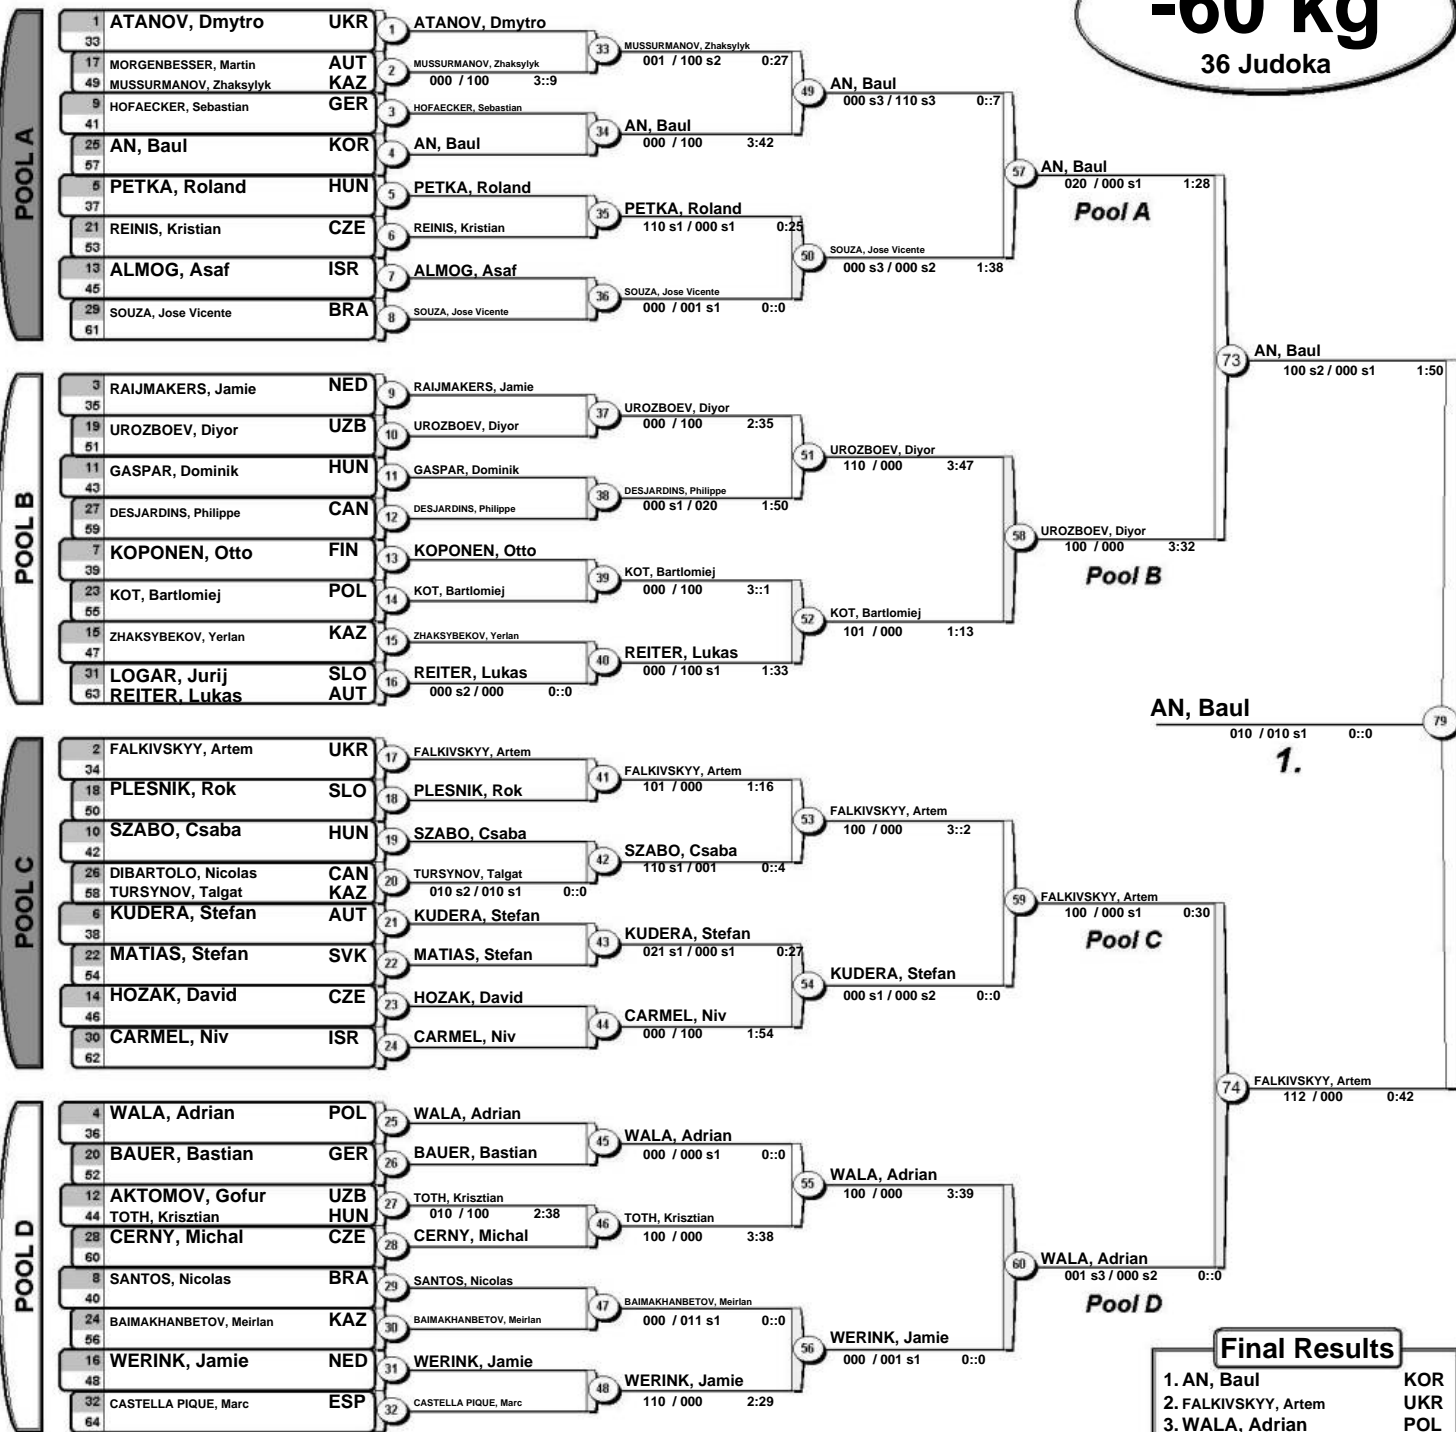 -60 kg
36 Judoka
POOL A
1 ATANOV, Dmytro UKR
33
17 MORGENBESSER, Martin AUT
49 MUSSURMANOV, Zhaksylyk KAZ
9 HOFAECKER, Sebastian GER
41
25 AN, Baul KOR
57
5 PETKA, Roland HUN
37
21 REINIS, Kristian CZE
53
13 ALMOG, Asaf ISR
45
29 SOUZA, Jose Vicente BRA
61
1 ATANOV, Dmytro
2 MUSSURMANOV, Zhaksylyk
000 / 100 3::9
3 HOFAECKER, Sebastian
4 AN, Baul
5 PETKA, Roland
6 REINIS, Kristian
7 ALMOG, Asaf
8 SOUZA, Jose Vicente
33 MUSSURMANOV, Zhaksylyk
001 / 100 s2 0:27
34 AN, Baul
000 / 100 3:42
35 PETKA, Roland
110 s1 / 000 s1 0:25
36 SOUZA, Jose Vicente
000 / 001 s1 0::0
49 AN, Baul
000 s3 / 110 s3 0::7
50 SOUZA, Jose Vicente
000 s3 / 000 s2 1:38
57 AN, Baul
020 / 000 s1 1:28
Pool A
POOL B
3 RAIJMAKERS, Jamie NED
35
19 UROZBOEV, Diyor UZB
51
11 GASPAR, Dominik HUN
43
27 DESJARDINS, Philippe CAN
59
7 KOPONEN, Otto FIN
39
23 KOT, Bartlomiej POL
55
15 ZHAKSYBEKOV, Yerlan KAZ
47
31 LOGAR, Jurij SLO
63 REITER, Lukas AUT
9 RAIJMAKERS, Jamie
10 UROZBOEV, Diyor
11 GASPAR, Dominik
12 DESJARDINS, Philippe
13 KOPONEN, Otto
14 KOT, Bartlomiej
15 ZHAKSYBEKOV, Yerlan
16 REITER, Lukas
000 s2 / 000 0::0
37 UROZBOEV, Diyor
000 / 100 2:35
38 DESJARDINS, Philippe
000 s1 / 020 1:50
39 KOT, Bartlomiej
000 / 100 3::1
40 REITER, Lukas
000 / 100 s1 1:33
51 UROZBOEV, Diyor
110 / 000 3:47
52 KOT, Bartlomiej
101 / 000 1:13
58 UROZBOEV, Diyor
100 / 000 3:32
Pool B
73 AN, Baul
100 s2 / 000 s1 1:50
AN, Baul
79
010 / 010 s1 0::0
1.
POOL C
2 FALKIVSKYY, Artem UKR
34
18 PLESNIK, Rok SLO
50
10 SZABO, Csaba HUN
42
26 DIBARTOLO, Nicolas CAN
58 TURSYNOV, Talgat KAZ
6 KUDERA, Stefan AUT
38
22 MATIAS, Stefan SVK
54
14 HOZAK, David CZE
46
30 CARMEL, Niv ISR
62
17 FALKIVSKYY, Artem
18 PLESNIK, Rok
19 SZABO, Csaba
20 TURSYNOV, Talgat
010 s2 / 010 s1 0::0
21 KUDERA, Stefan
22 MATIAS, Stefan
23 HOZAK, David
24 CARMEL, Niv
41 FALKIVSKYY, Artem
101 / 000 1:16
42 SZABO, Csaba
110 s1 / 001 0::4
43 KUDERA, Stefan
021 s1 / 000 s1 0:27
44 CARMEL, Niv
000 / 100 1:54
53 FALKIVSKYY, Artem
100 / 000 3::2
54 KUDERA, Stefan
000 s1 / 000 s2 0::0
59 FALKIVSKYY, Artem
100 / 000 s1 0:30
Pool C
74 FALKIVSKYY, Artem
112 / 000 0:42
POOL D
4 WALA, Adrian POL
36
20 BAUER, Bastian GER
52
12 AKTOMOV, Gofur UZB
44 TOTH, Krisztian HUN
28 CERNY, Michal CZE
60
8 SANTOS, Nicolas BRA
40
24 BAIMAKHANBETOV, Meirlan KAZ
56
16 WERINK, Jamie NED
48
32 CASTELLA PIQUE, Marc ESP
64
25 WALA, Adrian
26 BAUER, Bastian
27 TOTH, Krisztian
010 / 100 2:38
28 CERNY, Michal
29 SANTOS, Nicolas
30 BAIMAKHANBETOV, Meirlan
31 WERINK, Jamie
32 CASTELLA PIQUE, Marc
45 WALA, Adrian
000 / 000 s1 0::0
46 TOTH, Krisztian
100 / 000 3:38
47 BAIMAKHANBETOV, Meirlan
000 / 011 s1 0::0
48 WERINK, Jamie
110 / 000 2:29
55 WALA, Adrian
100 / 000 3:39
56 WERINK, Jamie
000 / 001 s1 0::0
60 WALA, Adrian
001 s3 / 000 s2 0::0
Pool D
Final Results
1. AN, Baul KOR
2. FALKIVSKYY, Artem UKR
3. WALA, Adrian POL